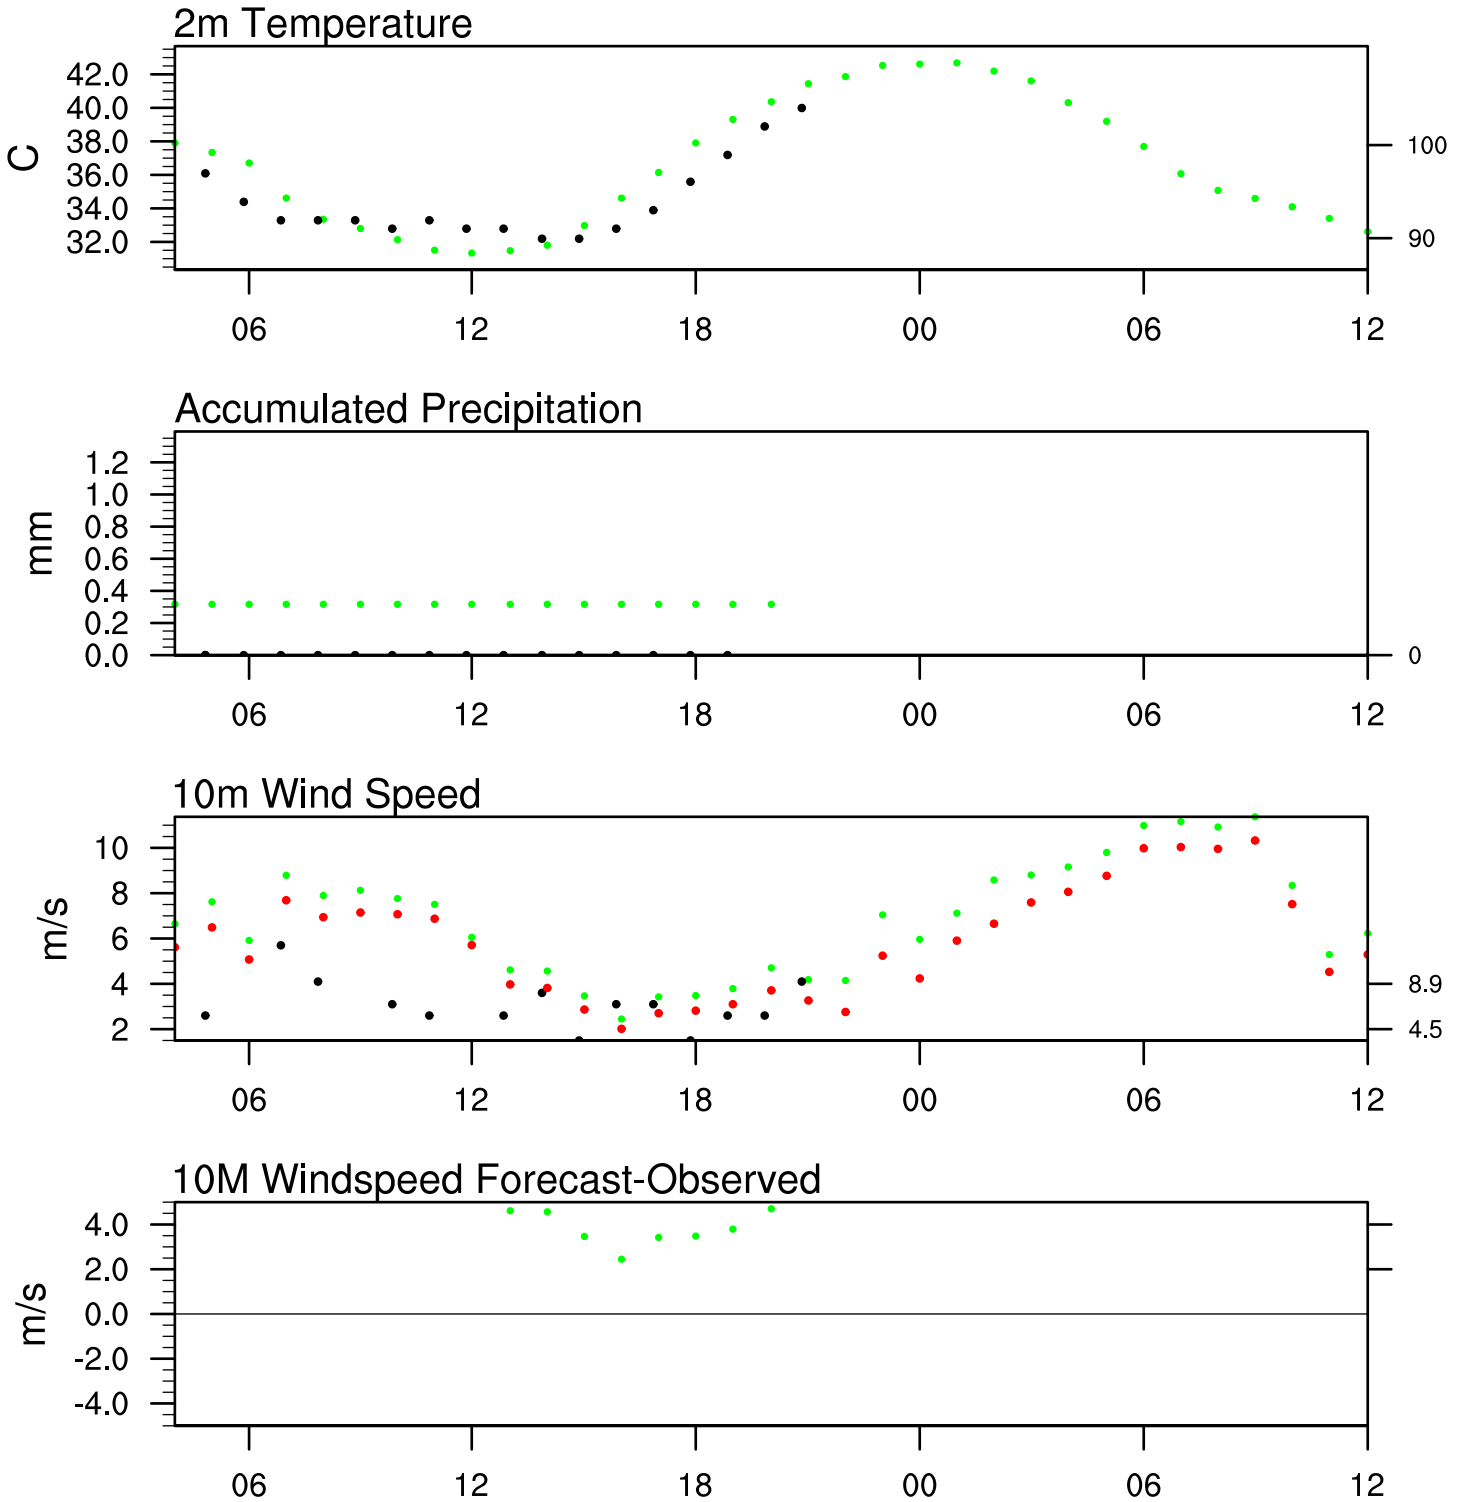 2m Temperature
C
42.0
40.0
38.0
36.0
34.0
32.0
100
90
06 12 18 00 06 12
Accumulated Precipitation
mm
1.2
1.0
0.8
0.6
0.4
0.2
0.0
0
06 12 18 00 06 12
10m Wind Speed
m/s
10
8
6
4
2
8.9
4.5
06 12 18 00 06 12
10M Windspeed Forecast-Observed
m/s
4.0
2.0
0.0
-2.0
-4.0
06 12 18 00 06 12